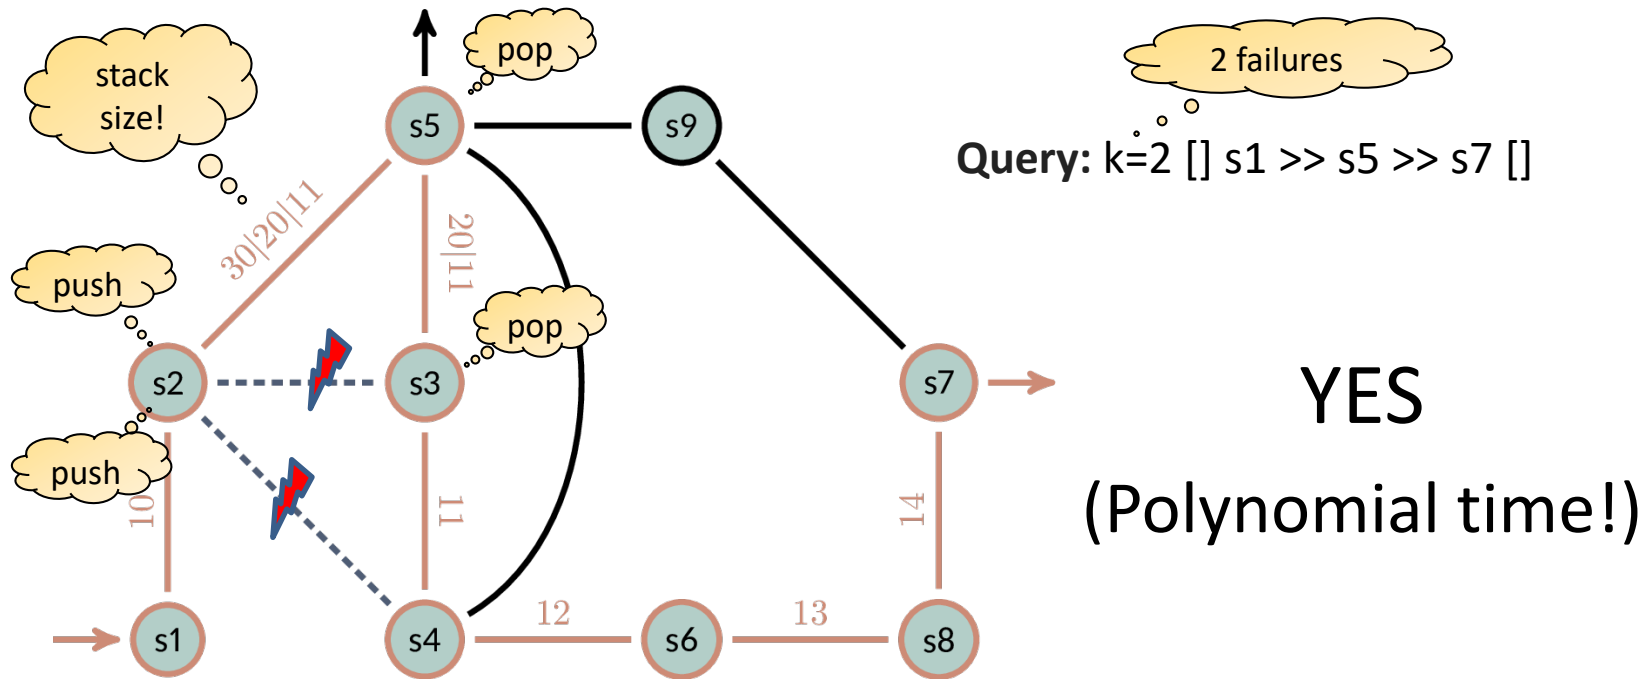 stack
size!
pop
2 failures
s5
s9
Query: k=2 [] s1 >> s5 >> s7 []
30|20|11
20|11
push
pop
s2
s3
s7
YES
push
10
11
14
(Polynomial time!)
12
13
s1
s4
s6
s8